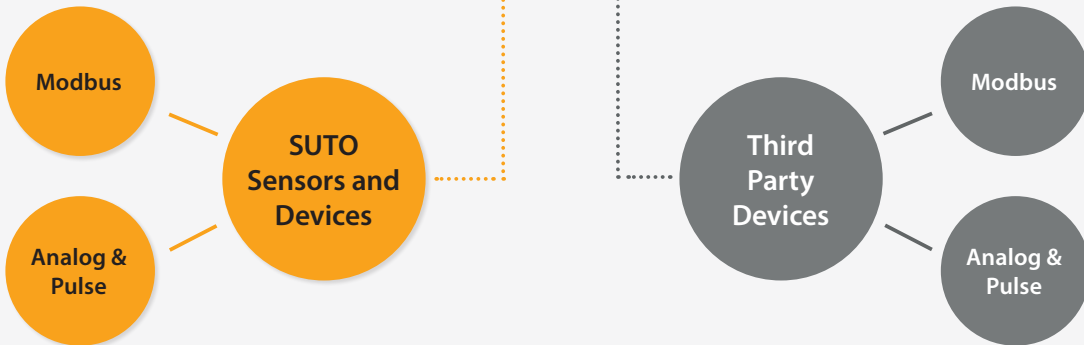 Modbus
SUTO
Sensors and
Devices
Analog &
Pulse
Third
Party
Devices
Modbus
Analog &
Pulse